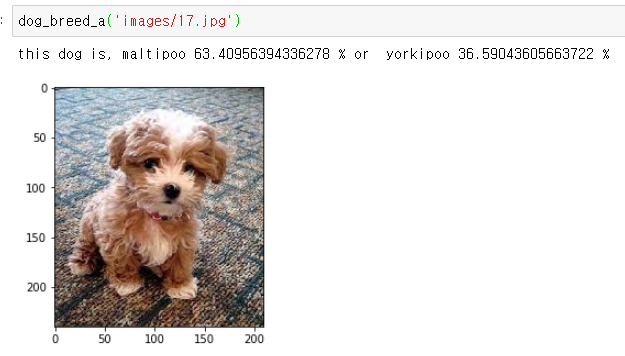 : dog_breed_a('images/17.jpg')
this dog is, maltipoo 63.40956394336278 % or  yorkipoo 36.59043605663722 %
0
50
100
150
200
0 50 100 150 200